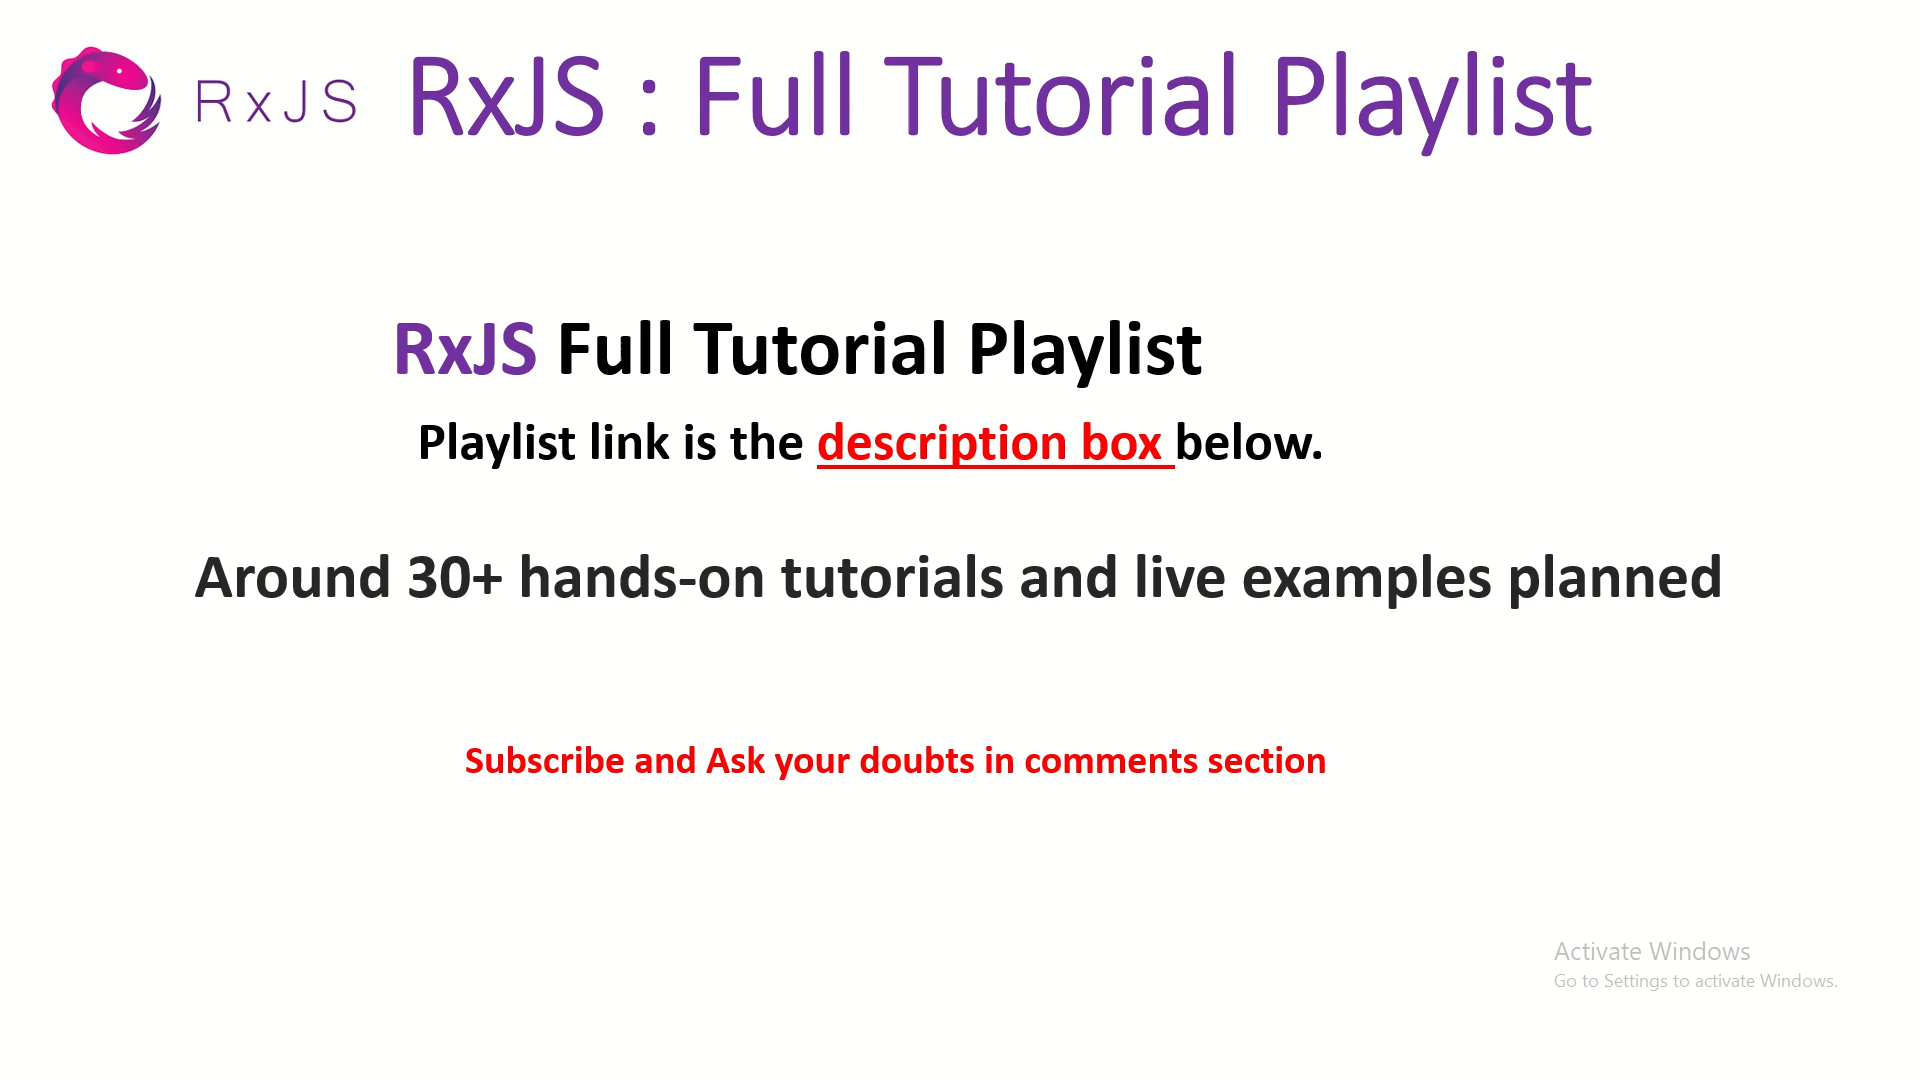 RxJS RxJS : Full Tutorial Playlist
RxJS Full Tutorial Playlist
Playlist link is the description box below.
Around 30+ hands-on tutorials and live examples planned
Subscribe and Ask your doubts in comments section
Activate Windows
Go to Settings to activate Windows.